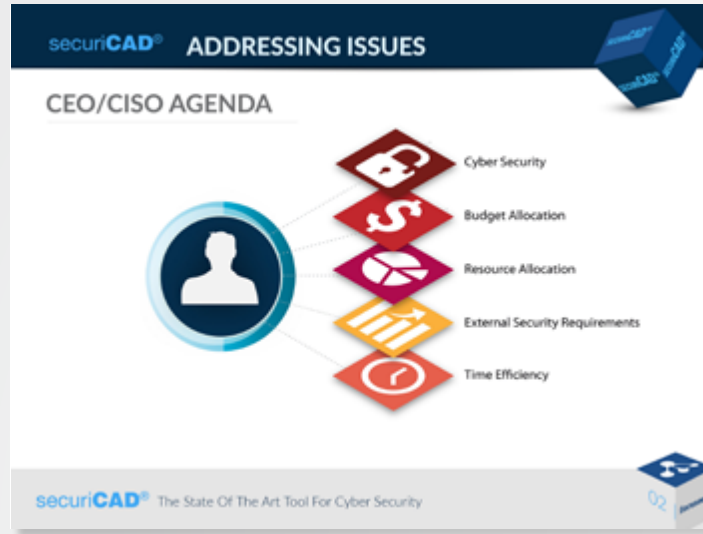 securiCAD® ADDRESSING ISSUES
CEO/CISO AGENDA
Cyber Security
Budget Allocation
Resource Allocation
External Security Requirements
Time Efficiency
securiCAD® The State Of The Art Tool For Cyber Security
02